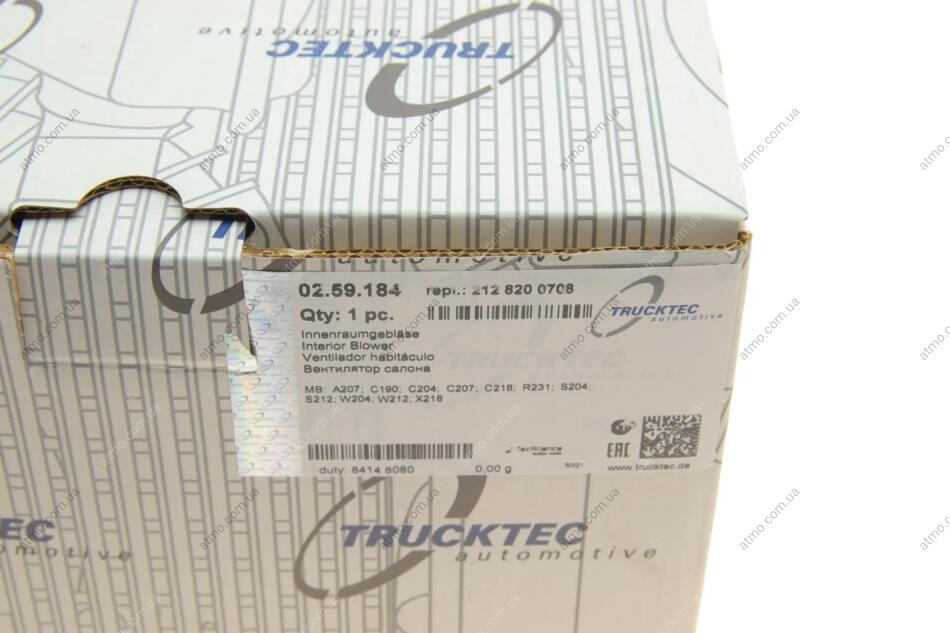 TRUCKTEC
automotive
automotive
02.59.184 repl.: 212 820 0708
Qty: 1 pc.
Innenraumgebläse
Interior Blower
Ventilador habitáculo
Вентилятор салона
MB: A207; C190; C204; C207; C218; R231; S204;
S212; W204; W212; X218
TRUCKTEC
automotive
TecAlliance
EAC
duty: 8414 6080 0,00 g 50/21 www.trucktec.de
TRUCKTEC
automotive
atmo.com.ua